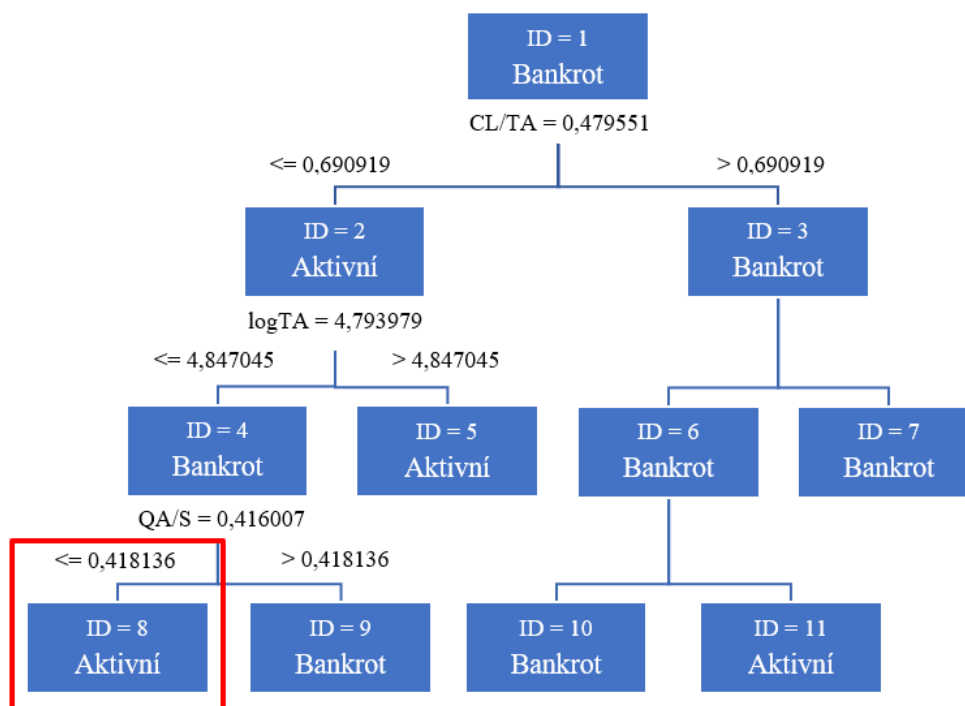 ID = 1
Bankrot
CL/TA = 0,479551
<= 0,690919
> 0,690919
ID = 2
Aktivní
ID = 3
Bankrot
logTA = 4,793979
<= 4,847045
> 4,847045
ID = 4
Bankrot
ID = 5
Aktivní
ID = 6
Bankrot
ID = 7
Bankrot
QA/S = 0,416007
<= 0,418136
> 0,418136
ID = 8
Aktivní
ID = 9
Bankrot
ID = 10
Bankrot
ID = 11
Aktivní